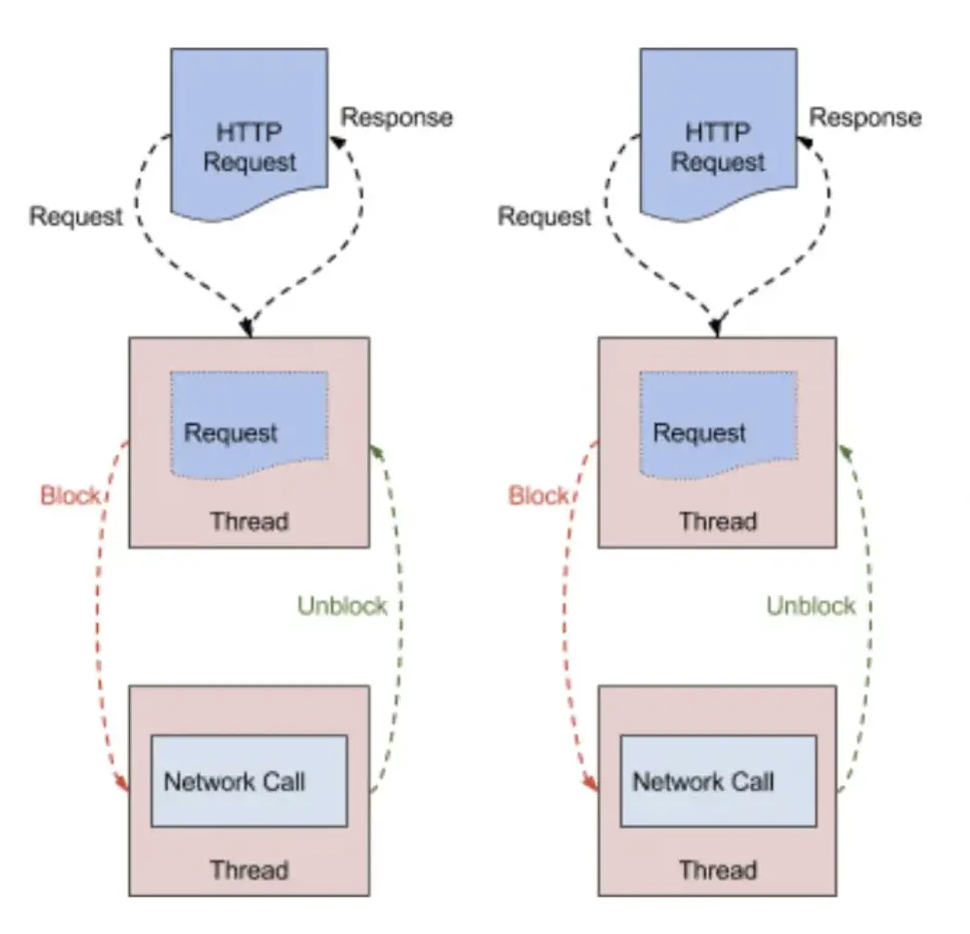 HTTP
Request
Response
Request
Request
Thread
Block
Unblock
Network Call
Thread
HTTP
Request
Response
Request
Request
Thread
Block
Unblock
Network Call
Thread